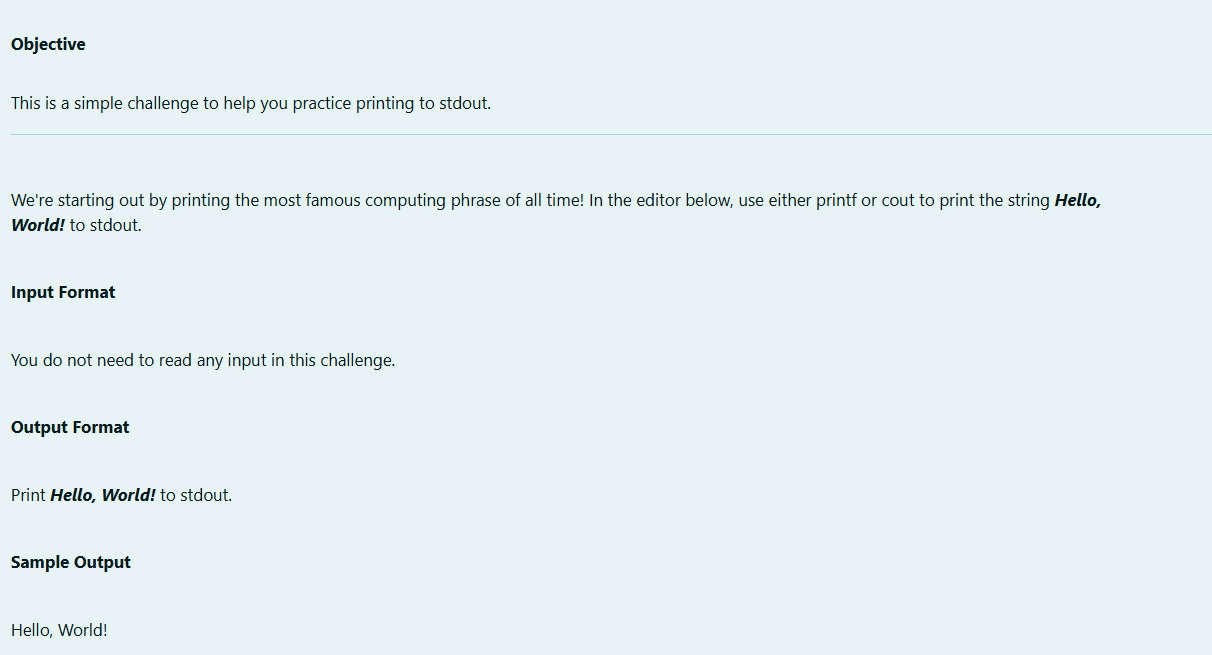 Objective
This is a simple challenge to help you practice printing to stdout.
We're starting out by printing the most famous computing phrase of all time! In the editor below, use either printf or cout to print the string Hello,
World! to stdout.
Input Format
You do not need to read any input in this challenge.
Output Format
Print Hello, World! to stdout.
Sample Output
Hello, World!